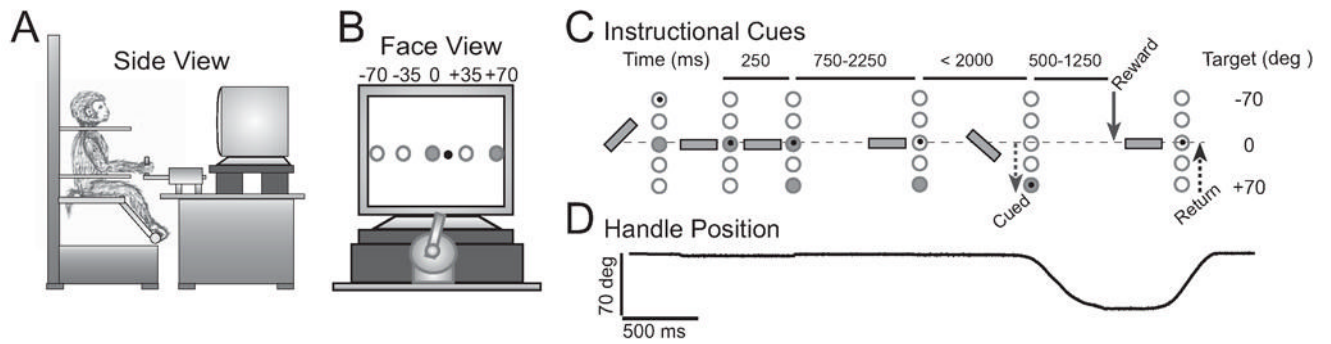 A
Side View
B
Face View
-70 -35 0 +35 +70
C Instructional Cues
Time (ms) 250 750-2250 < 2000 500-1250 Reward Target (deg )
-70
0
+70
Cued
Return
D Handle Position
70 deg
500 ms